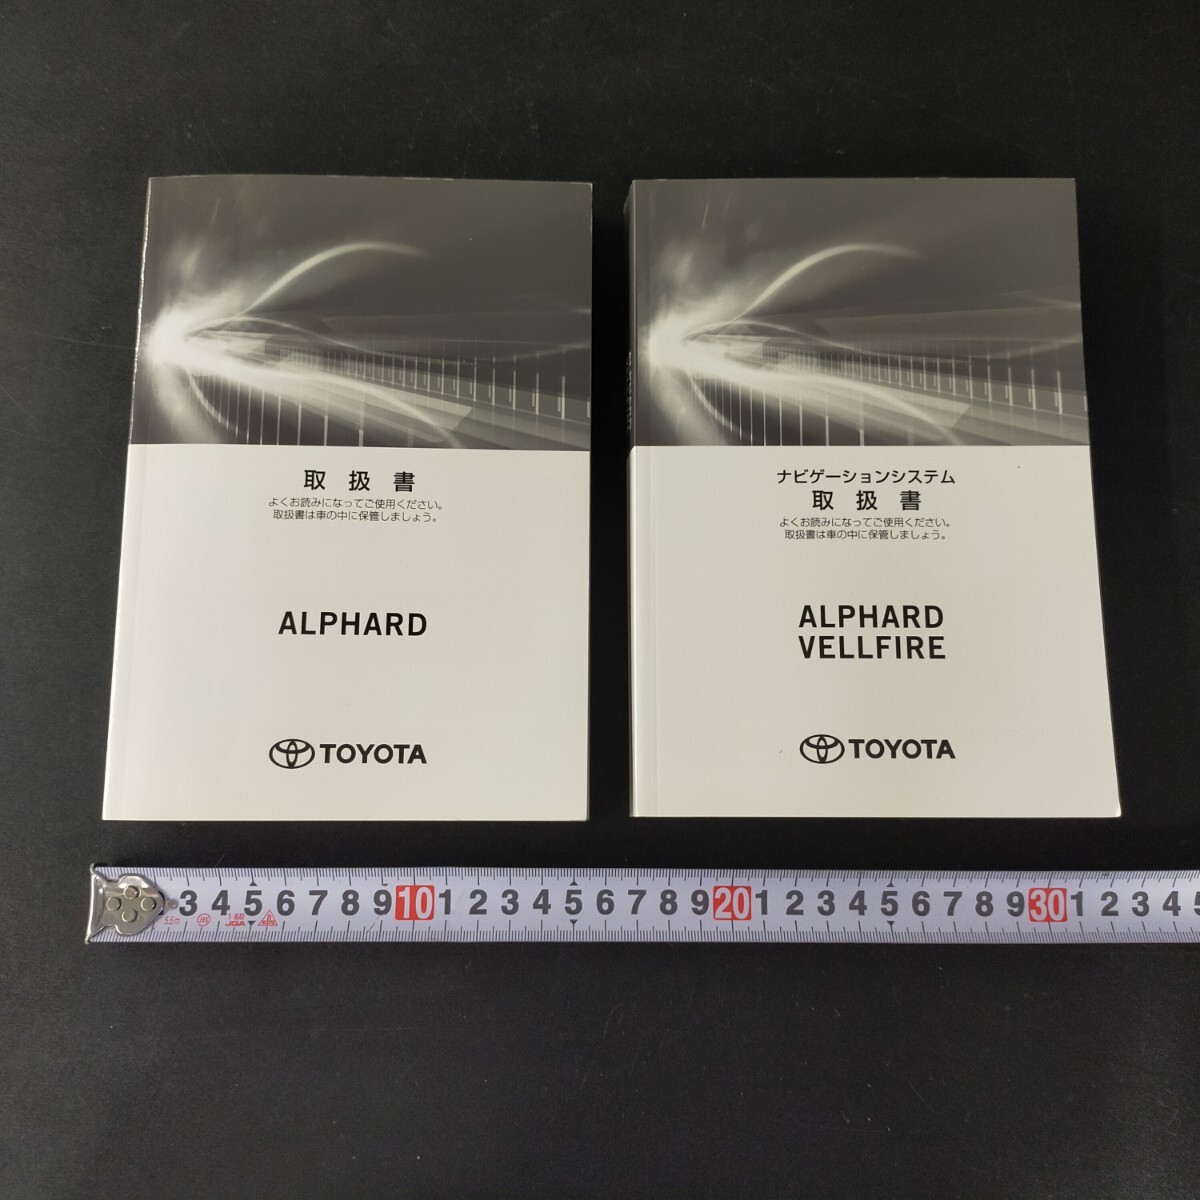 取扱書
よくお読みになってご使用ください。
取扱書は車の中に保管しましょう。
ALPHARD
TOYOTA
ナビゲーションシステム
取扱書
よくお読みになってご使用ください。
取扱書は車の中に保管しましょう。
ALPHARD
VELLFIRE
TOYOTA
3 4 5 6 7 8 9 10 1 2 3 4 5 6 7 8 9 20 1 2 3 4 5 6 7 8 9 30 1 2 3 4 5
5.5m JIS 1級 JQA